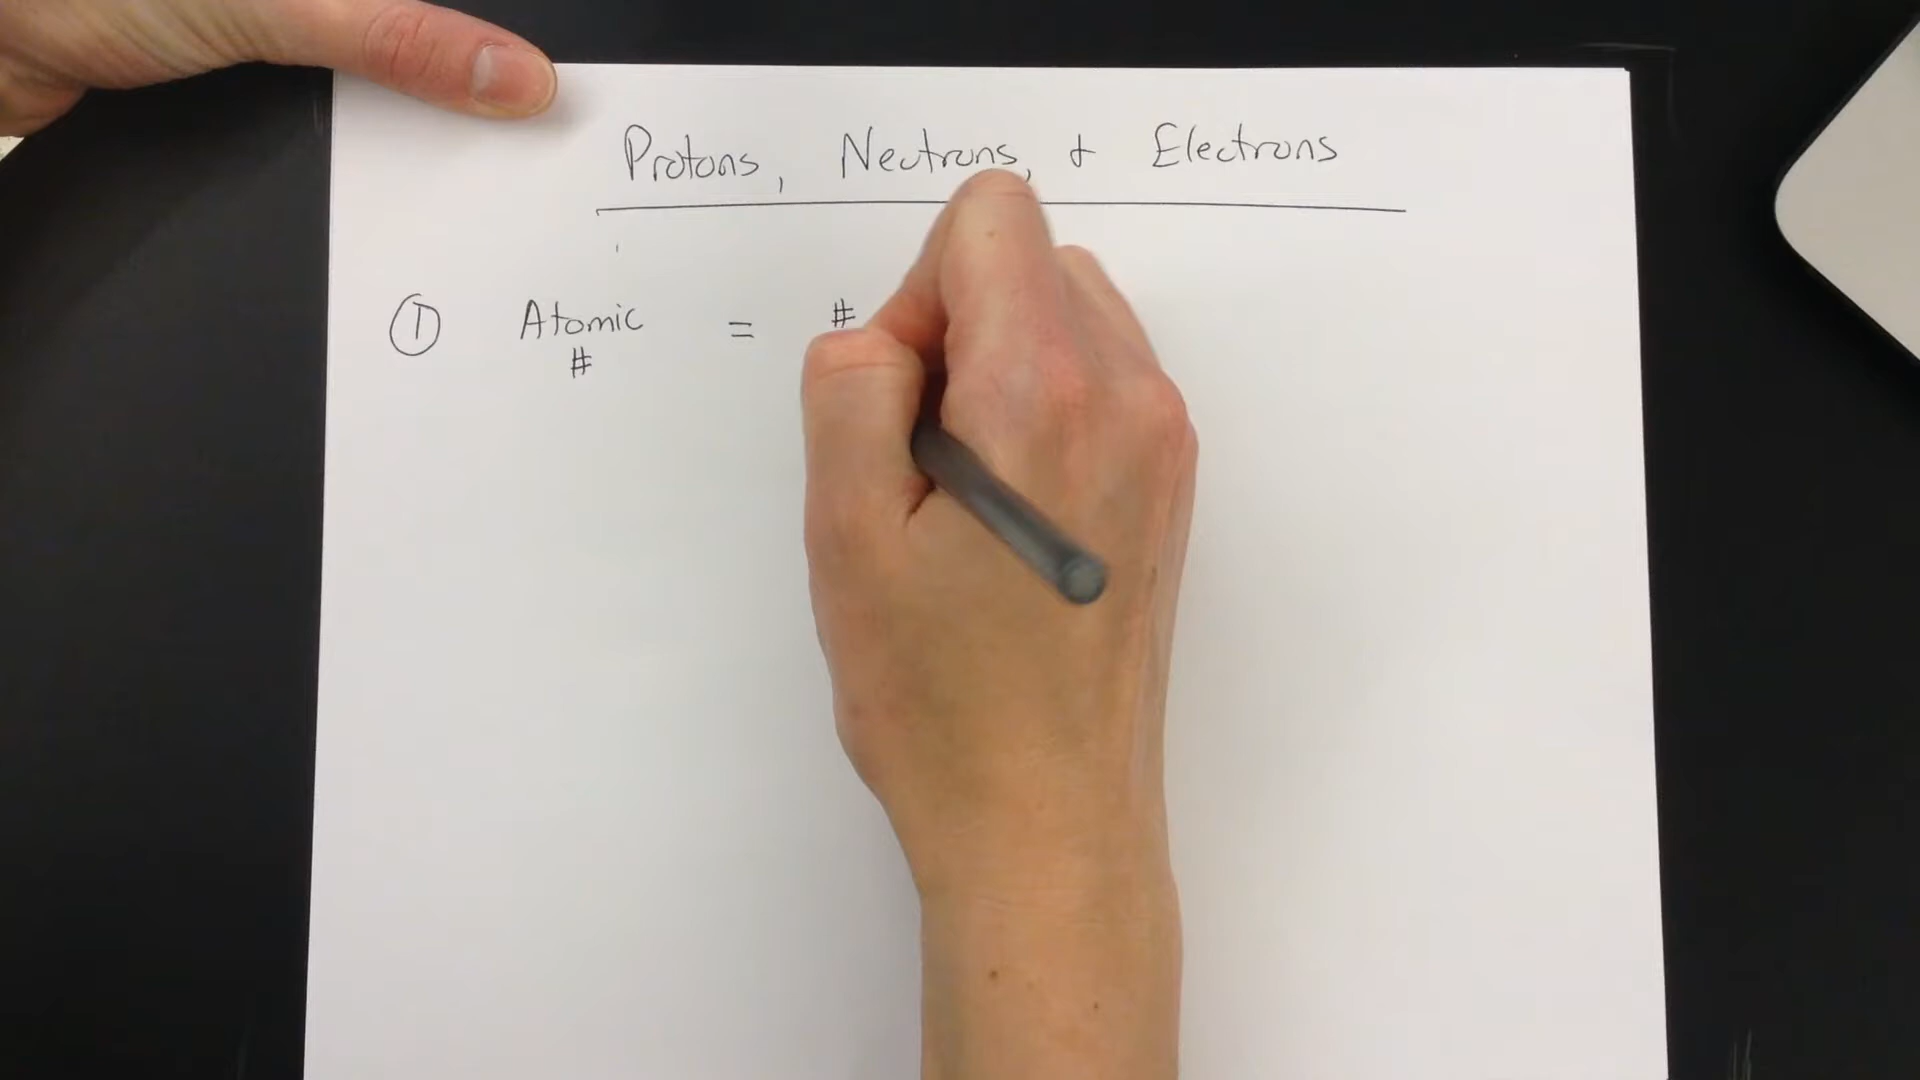 Protons, Neutrons, & Electrons
① Atomic = #
#